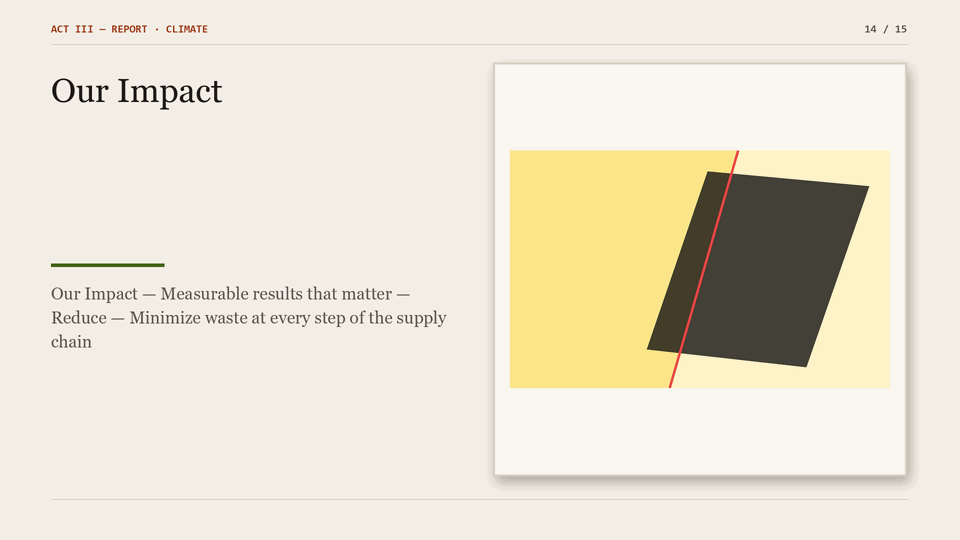 ACT III — REPORT · CLIMATE
14 / 15
Our Impact
Our Impact — Measurable results that matter —
Reduce — Minimize waste at every step of the supply
chain